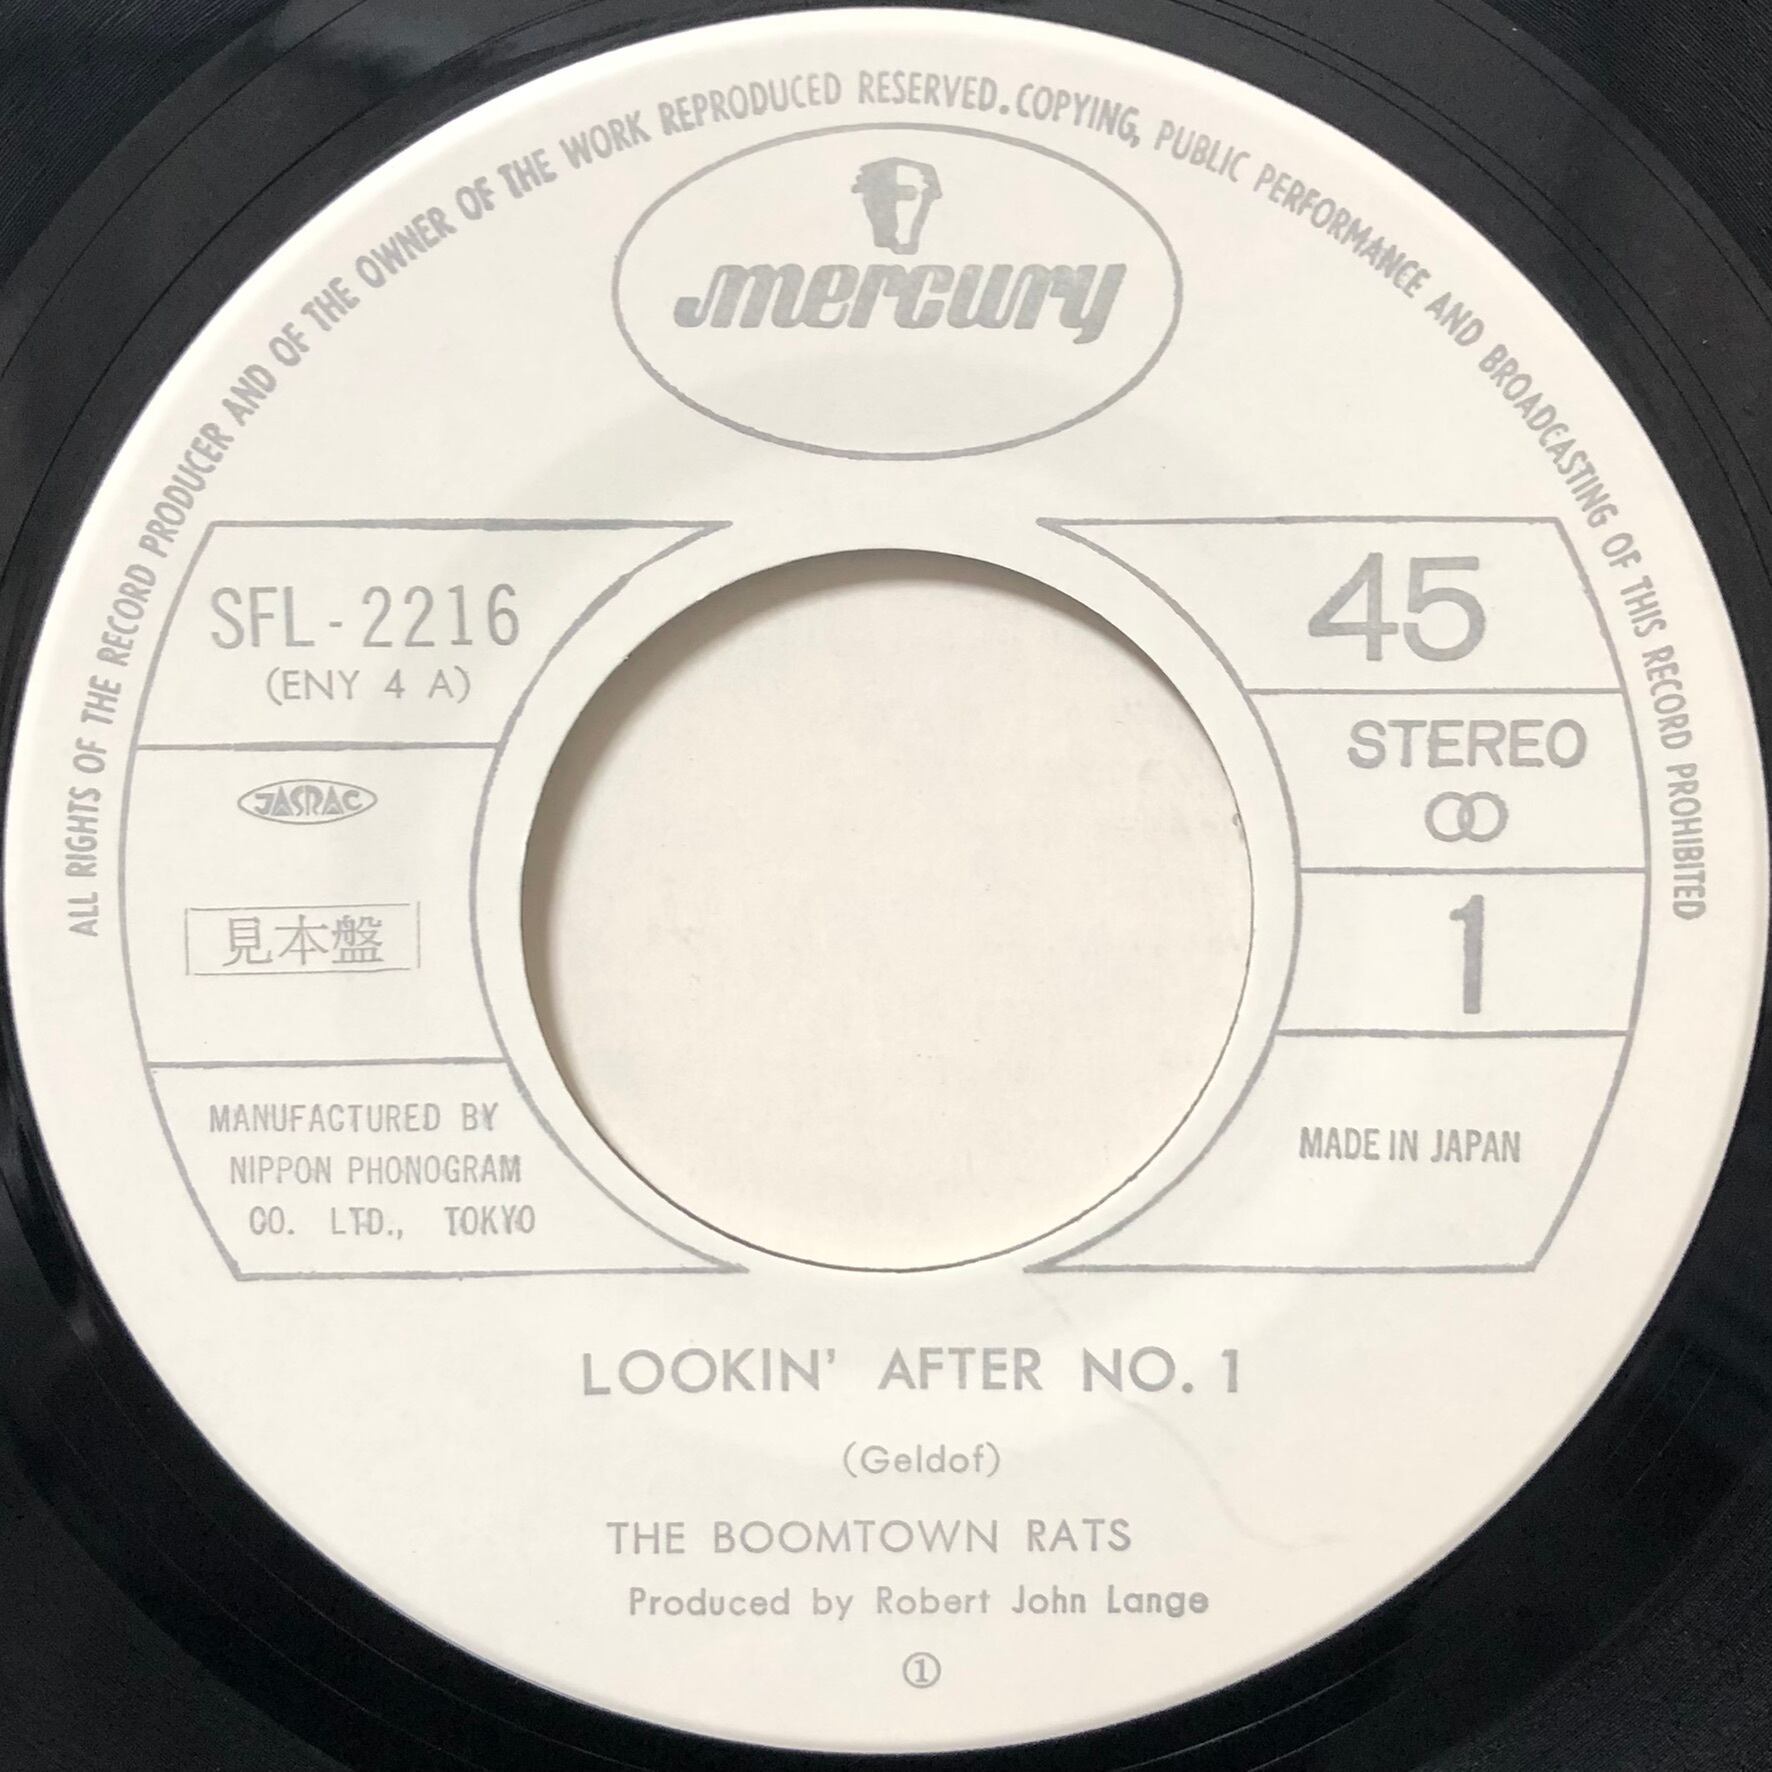 ALL RIGHTS OF THE RECORD PRODUCER AND OF THE OWNER OF THE WORK REPRODUCED RESERVED. COPYING, PUBLIC PERFORMANCE AND BROADCASTING OF THIS RECORD PROHIBITED
mercury
SFL-2216
(ENY 4 A)
JASRAC
見本盤
MANUFACTURED BY
NIPPON PHONOGRAM
CO. LTD., TOKYO
45
STEREO
1
MADE IN JAPAN
LOOKIN' AFTER NO. 1
(Geldof)
THE BOOMTOWN RATS
Produced by Robert John Lange
①